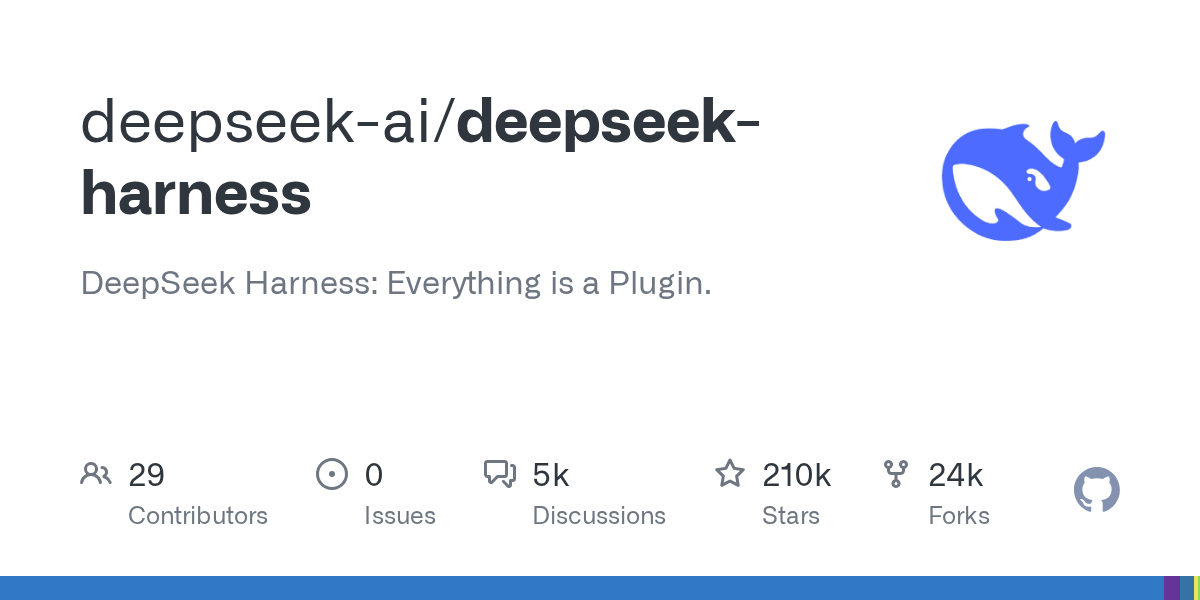 deepseek-ai/deepseek-
harness
DeepSeek Harness: Everything is a Plugin.
29 0 5k 210k 24k
Contributors Issues Discussions Stars Forks